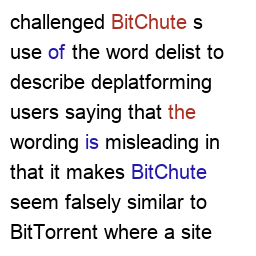 challenged BitChute s
use of the word delist to
describe deplatforming
users saying that the
wording is misleading in
that it makes BitChute
seem falsely similar to
BitTorrent where a site